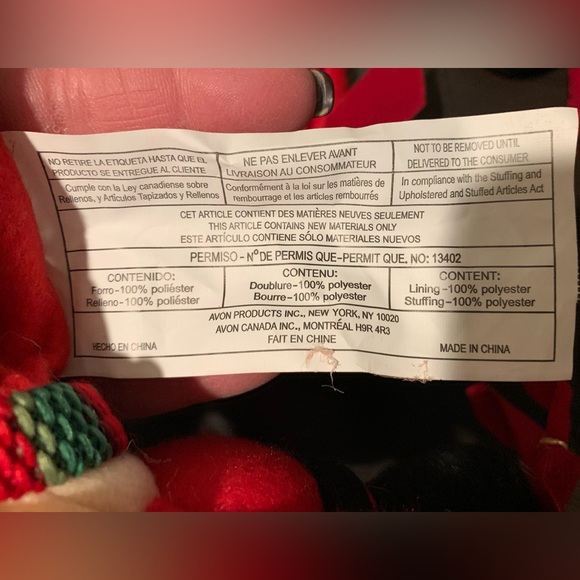 NO RETIRE LA ETIQUETA HASTA QUE EL
PRODUCTO SE ENTREGUE AL CLIENTE
NE PAS ENLEVER AVANT
LIVRAISON AU CONSOMMATEUR
NOT TO BE REMOVED UNTIL
DELIVERED TO THE CONSUMER
Cumple con la Ley canadiense sobre
Rellenos, y Artículos Tapizados y Rellenos
Conformément à la loi sur les matières de
rembourrage et les articles rembourrés
In compliance with the Stuffing and
Upholstered and Stuffed Articles Act
CET ARTICLE CONTIENT DES MATIÈRES NEUVES SEULEMENT
THIS ARTICLE CONTAINS NEW MATERIALS ONLY
ESTE ARTÍCULO CONTIENE SÓLO MATERIALES NUEVOS
PERMISO - Nº DE PERMIS QUE-PERMIT QUE. NO: 13402
CONTENIDO:
Forro-100% poliéster
Relleno-100% poliéster
CONTENU:
Doublure-100% polyester
Bourre-100% polyester
CONTENT:
Lining-100% polyester
Stuffing-100% polyester
AVON PRODUCTS INC., NEW YORK, NY 10020
AVON CANADA INC., MONTRÉAL H9R 4R3
HECHO EN CHINA
FAIT EN CHINE
MADE IN CHINA